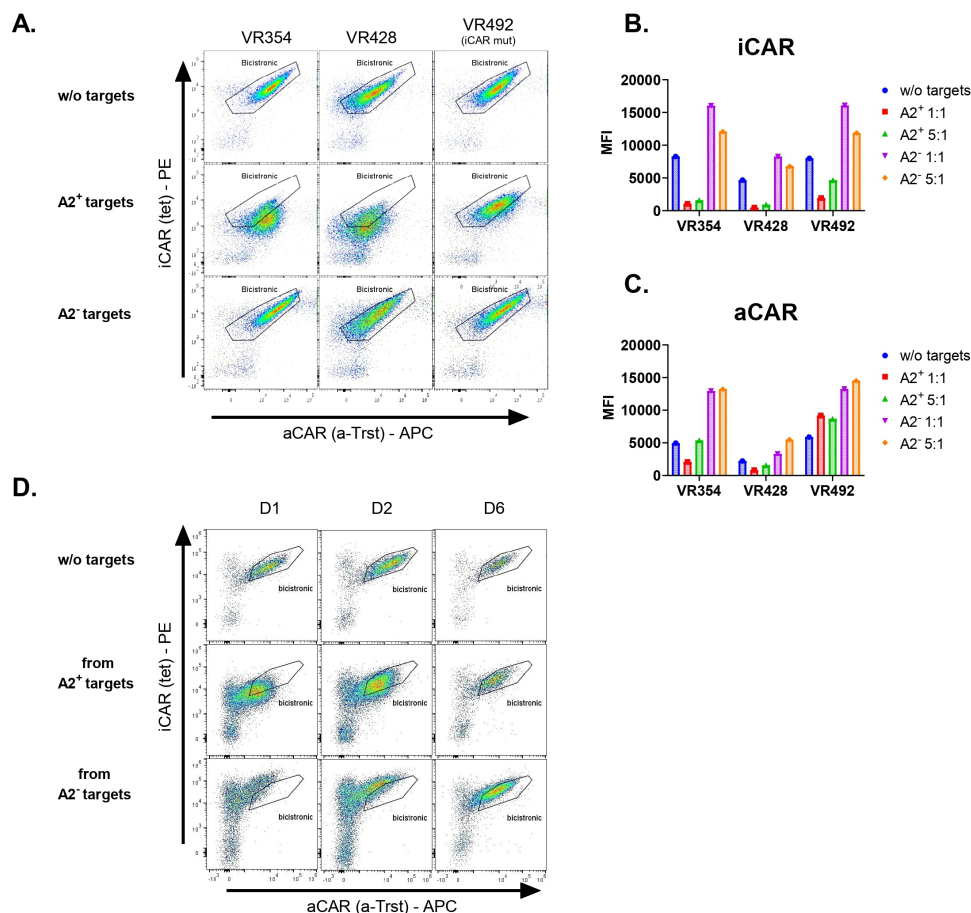 A.
VR354
VR428
VR492
(iCAR mut)
w/o targets
A2+ targets
A2- targets
Bicistronic
Bicistronic
Bicistronic
Bicistronic
Bicistronic
Bicistronic
Bicistronic
Bicistronic
Bicistronic
iCAR (tet) - PE
aCAR (a-Trst) - APC
B.
iCAR
20000
15000
10000
5000
0
MFI
VR354
VR428
VR492
w/o targets
A2+ 1:1
A2+ 5:1
A2- 1:1
A2- 5:1
C.
aCAR
20000
15000
10000
5000
0
MFI
VR354
VR428
VR492
w/o targets
A2+ 1:1
A2+ 5:1
A2- 1:1
A2- 5:1
D.
D1
D2
D6
w/o targets
from
A2+ targets
from
A2- targets
bicistronic
bicistronic
bicistronic
bicistronic
bicistronic
bicistronic
bicistronic
bicistronic
bicistronic
iCAR (tet) - PE
aCAR (a-Trst) - APC